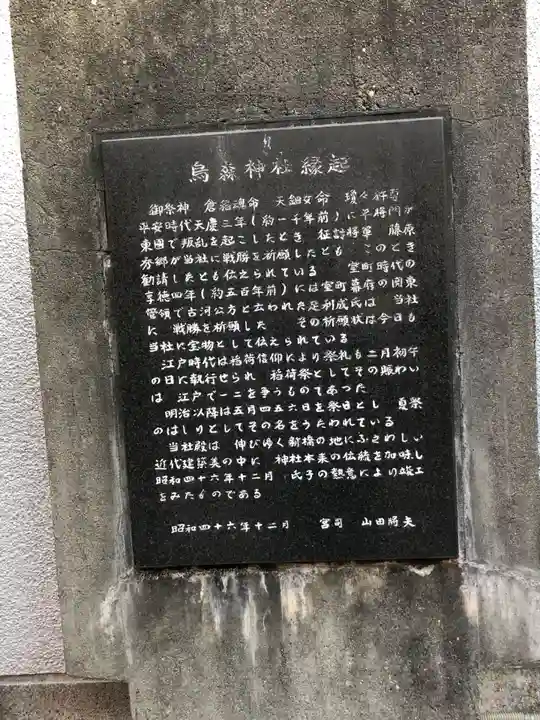 烏森神社縁起
御祭神 倉稲魂命 天鈿女命 瓊々杵尊
平安時代天慶三年(約一千年前)に平将門が
東國で叛乱を起こしたとき 征討将軍 藤原
秀郷が当社に戦勝を祈願したとも このとき
勧請したとも伝えられている 室町時代の
享徳四年(約五百年前)には室町幕府の関東
管領で古河公方と云われた足利成氏は 当社
に 戦勝を祈願した その祈願状は今日も
当社に宝物として伝えられている
江戸時代は稲荷信仰により祭礼も二月初午
の日に執行せられ 稲荷祭としてその賑わい
は 江戸で一二を争うものであつた
明治以降は五月四五六日を祭日とし 夏祭
のはしりとしてその名をうたわれている
当社殿は 伸びゆく新橋の地にふさわしい
近代建築美の中に 神社本来の伝統を加味し
昭和四十六年十二月 氏子の熱意により竣工
をみたものである
昭和四十六年十二月 宮司 山田将夫